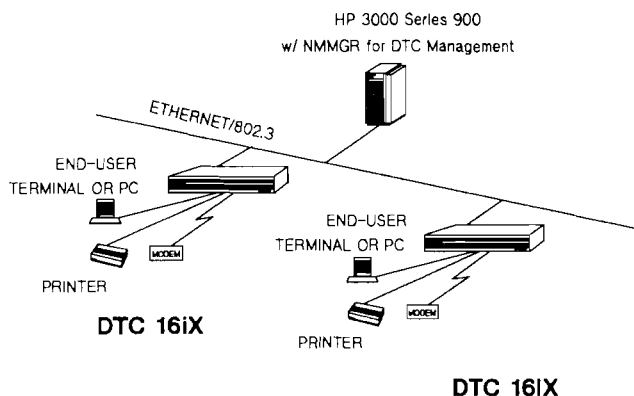 HP 3000 Series 900
w/ NMMGR for DTC Management
ETHERNET/802.3
END-USER
TERMINAL OR PC
MODEM
PRINTER
DTC 16iX
END-USER
TERMINAL OR PC
MODEM
PRINTER
DTC 16IX